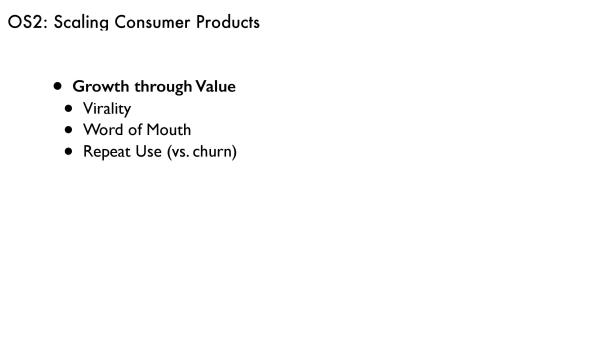 OS2: Scaling Consumer Products
• Growth through Value
• Virality
• Word of Mouth
• Repeat Use (vs. churn)